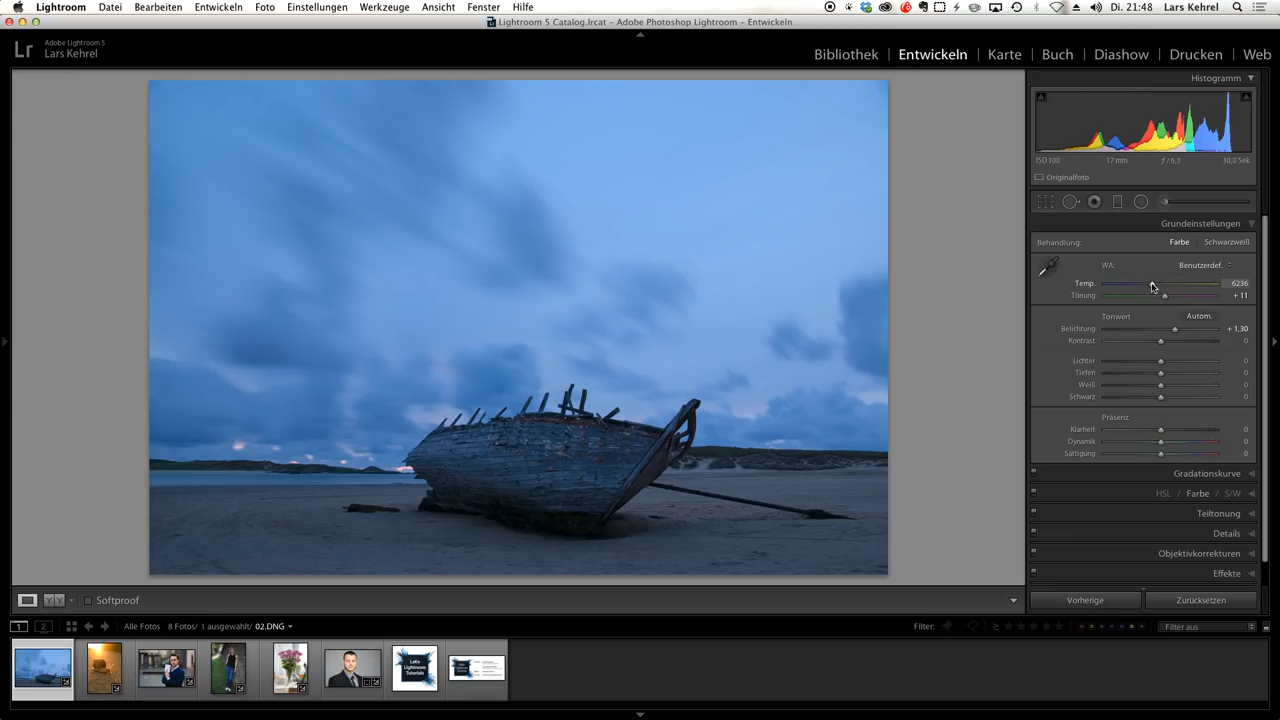 Lightroom Datei Bearbeiten Entwickeln Foto Einstellungen Werkzeuge Ansicht Fenster Hilfe Di. 21:48 Lars Kehrel
Lightroom 5 Catalog.lrcat – Adobe Photoshop Lightroom – Entwickeln
Lr Adobe Lightroom 5
Lars Kehrel
Bibliothek Entwickeln Karte Buch Diashow Drucken Web
Histogramm
ISO 100 17 mm ƒ / 6,3 30,0 Sek.
Originalfoto
Grundeinstellungen
Behandlung: Farbe Schwarzweiß
WA: Benutzerdef.
Temp. 6236
Tönung + 11
Tonwert Autom.
Belichtung + 1,30
Kontrast 0
Lichter 0
Tiefen 0
Weiß 0
Schwarz 0
Präsenz
Klarheit 0
Dynamik 0
Sättigung 0
Gradationskurve
HSL / Farbe / S/W
Teiltonung
Details
Objektivkorrekturen
Effekte
Softproof
Vorherige Zurücksetzen
1 2 Alle Fotos 8 Fotos/ 1 ausgewählt/ 02.DNG Filter: Filter aus
LaKe
Lightroom
Tutorials